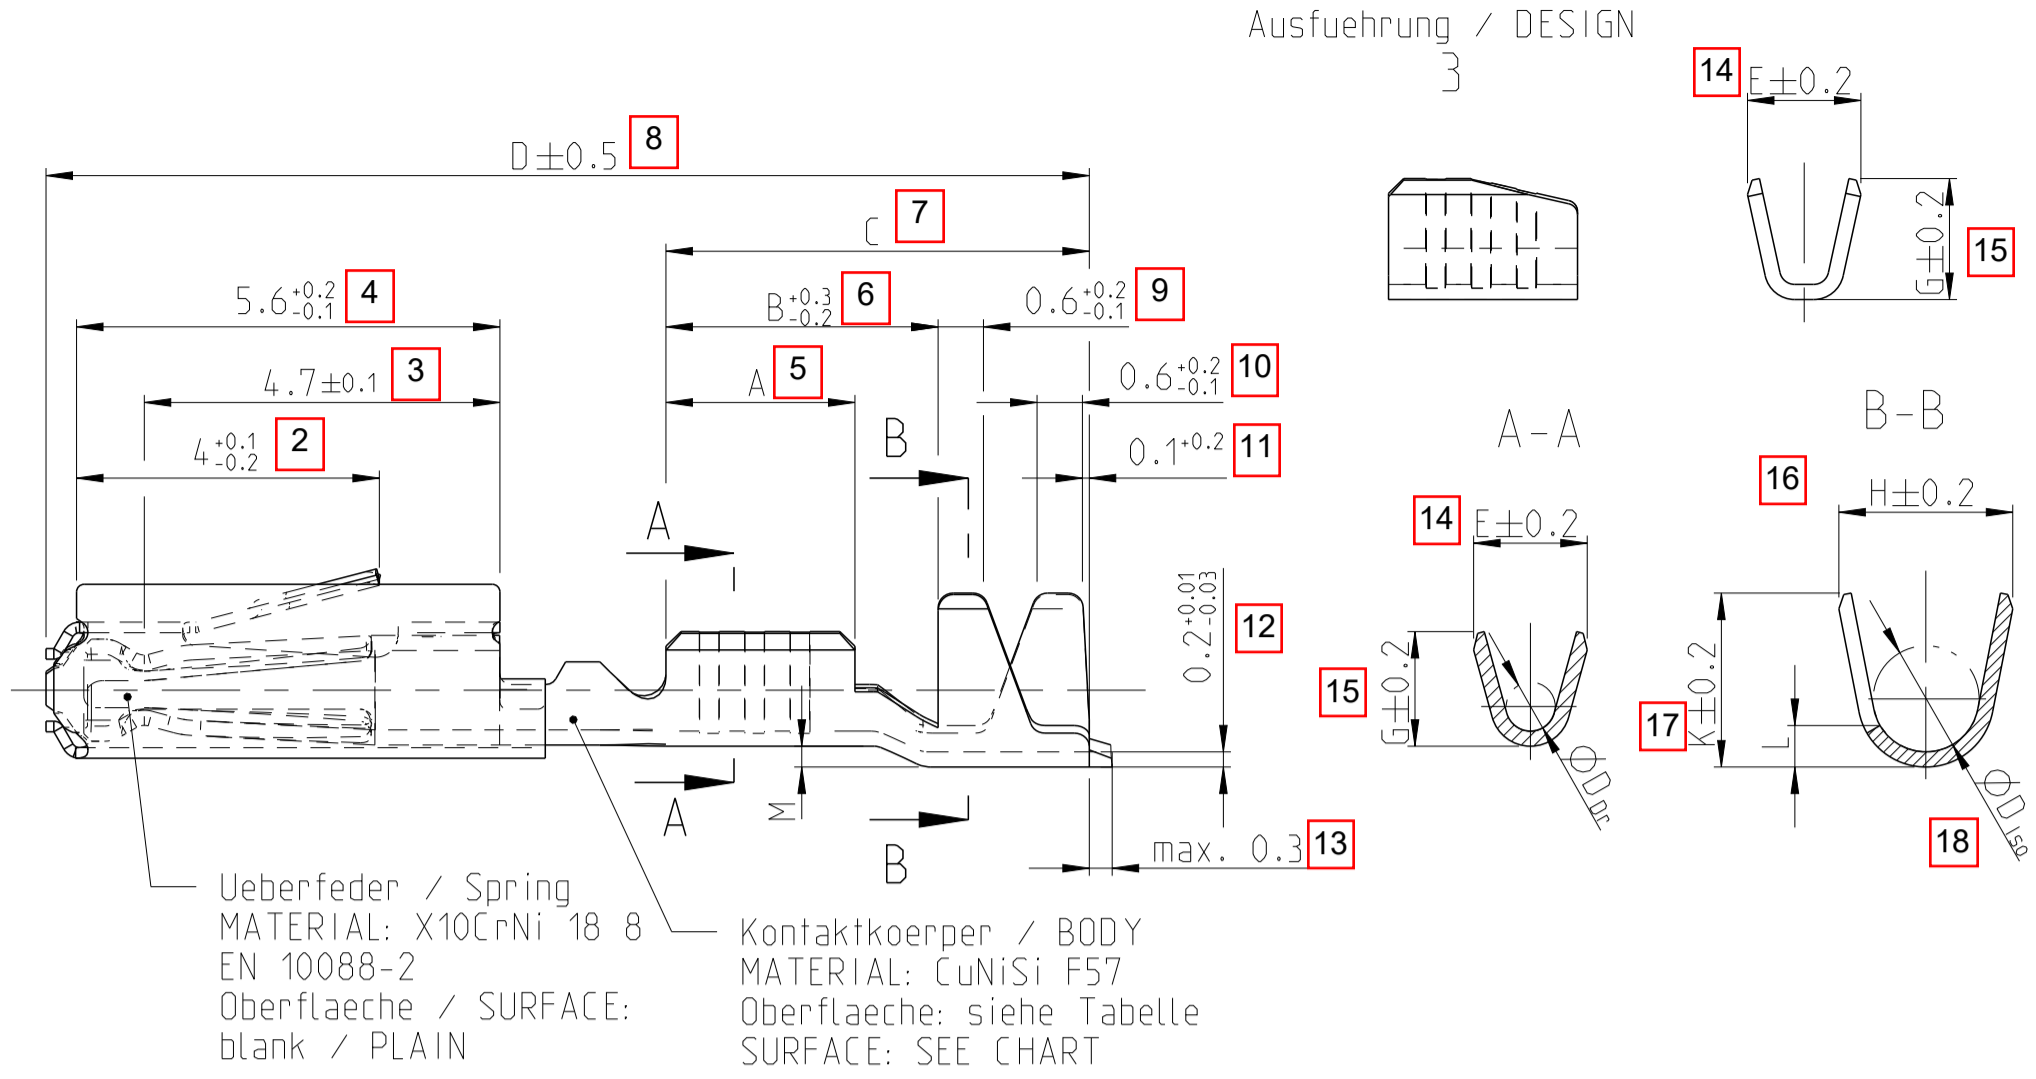 Ausfuehrung / DESIGN
3
14
E±0.2
G±0.2
15
D±0.5
8
C
7
5.6 +0.2 -0.1
4
B +0.3 -0.2
6
0.6 +0.2 -0.1
9
4.7±0.1
3
A
5
0.6 +0.2 -0.1
10
4 +0.1 -0.2
2
B
0.1 +0.2
11
A-A
B-B
A
14
E±0.2
16
H±0.2
0.2 +0.01 -0.03
12
15
G±0.2
17
K±0.2
L
∅D Dr
∅D Iso
18
M
A
B
max. 0.3
13
Ueberfeder / Spring
MATERIAL: X10CrNi 18 8
EN 10088-2
Oberflaeche / SURFACE:
blank / PLAIN
Kontaktkoerper / BODY
MATERIAL: CuNiSi F57
Oberflaeche: siehe Tabelle
SURFACE: SEE CHART